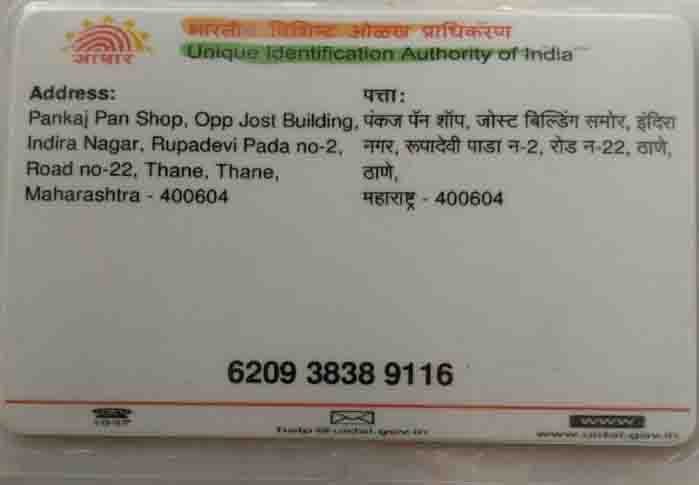 भारतीय विशिष्ट ओळख प्राधिकरण
आधार
Unique Identification Authority of India
Address:
Pankaj Pan Shop, Opp Jost Building,
Indira Nagar, Rupadevi Pada no-2,
Road no-22, Thane, Thane,
Maharashtra - 400604
पत्ता:
पंकज पॅन शॉप, जोस्ट बिल्डिंग समोर, इंदिरा
नगर, रूपादेवी पाडा न-2, रोड न-22, ठाणे,
ठाणे,
महाराष्ट्र - 400604
6209 3838 9116
help@uidai.gov.in
www
www.uidai.gov.in